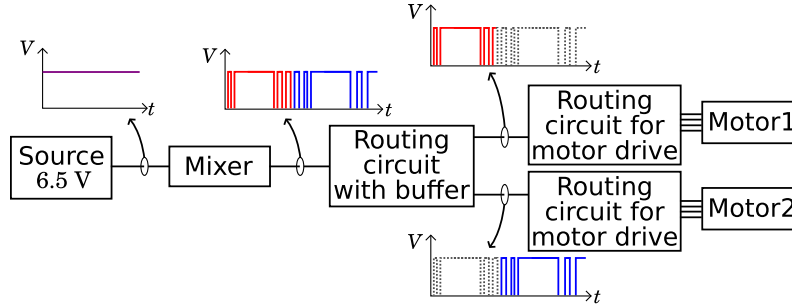 V
t
V
t
V
t
Source
6.5 V
Mixer
Routing
circuit
with buffer
Routing
circuit for
motor drive
Motor1
Routing
circuit for
motor drive
Motor2
V
t